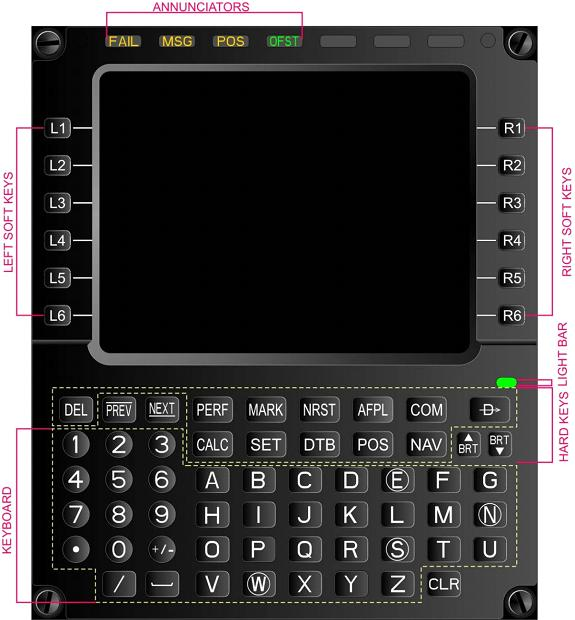 ANNUNCIATORS
FAIL MSG POS OFST
L1 R1
L2 R2
L3 R3
L4 R4
L5 R5
L6 R6
LEFT SOFT KEYS
RIGHT SOFT KEYS
LIGHT BAR
HARD KEYS
KEYBOARD
DEL PREV NEXT PERF MARK NRST AFPL COM D
1 2 3 CALC SET DTB POS NAV BRT BRT
4 5 6 A B C D E F G
7 8 9 H I J K L M N
• 0 +/- O P Q R S T U
/ V W X Y Z CLR